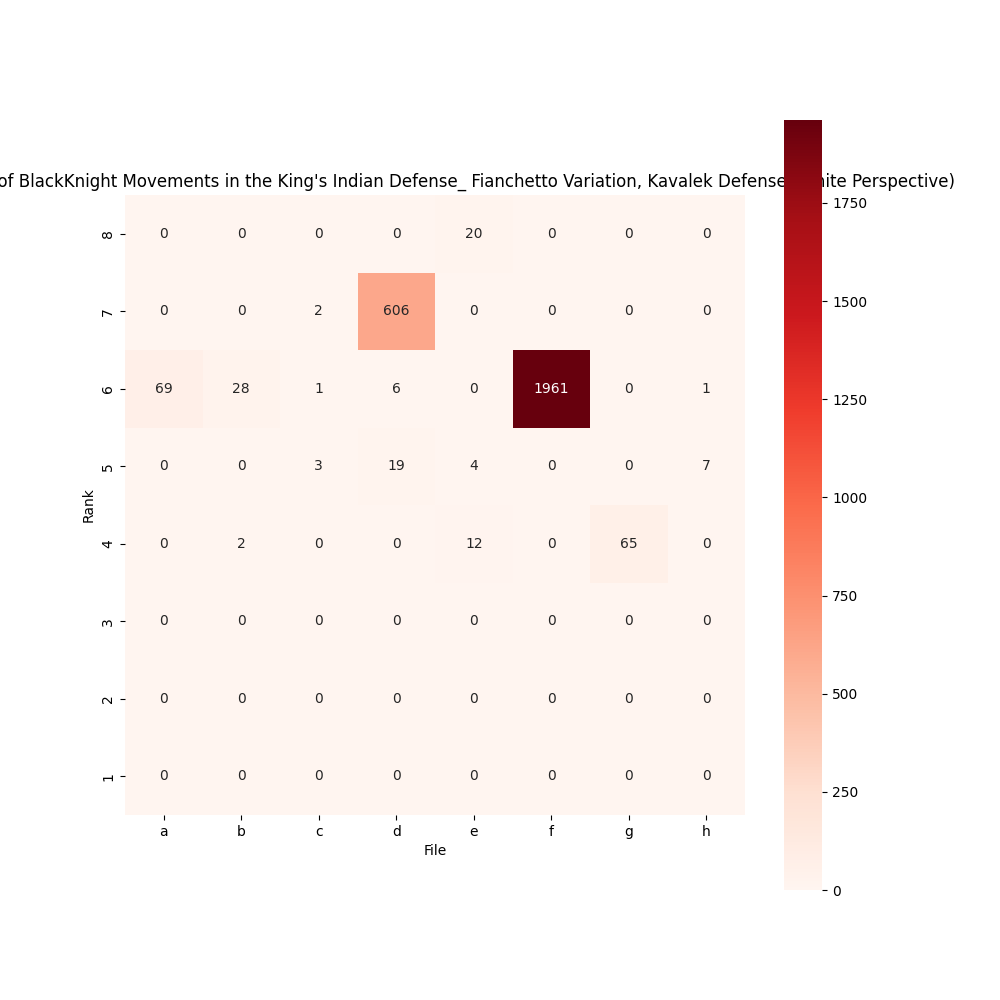 of BlackKnight Movements in the King's Indian Defense_ Fianchetto Variation, Kavalek Defense Perspective)
8 0 0 0 0 20 0 0 0
7 0 0 2 606 0 0 0 0
6 69 28 1 6 0 1961 0 1
5 0 0 3 19 4 0 0 7
4 0 2 0 0 12 0 65 0
3 0 0 0 0 0 0 0 0
2 0 0 0 0 0 0 0 0
1 0 0 0 0 0 0 0 0
Rank
a b c d e f g h
File
1750
1500
1250
1000
750
500
250
0